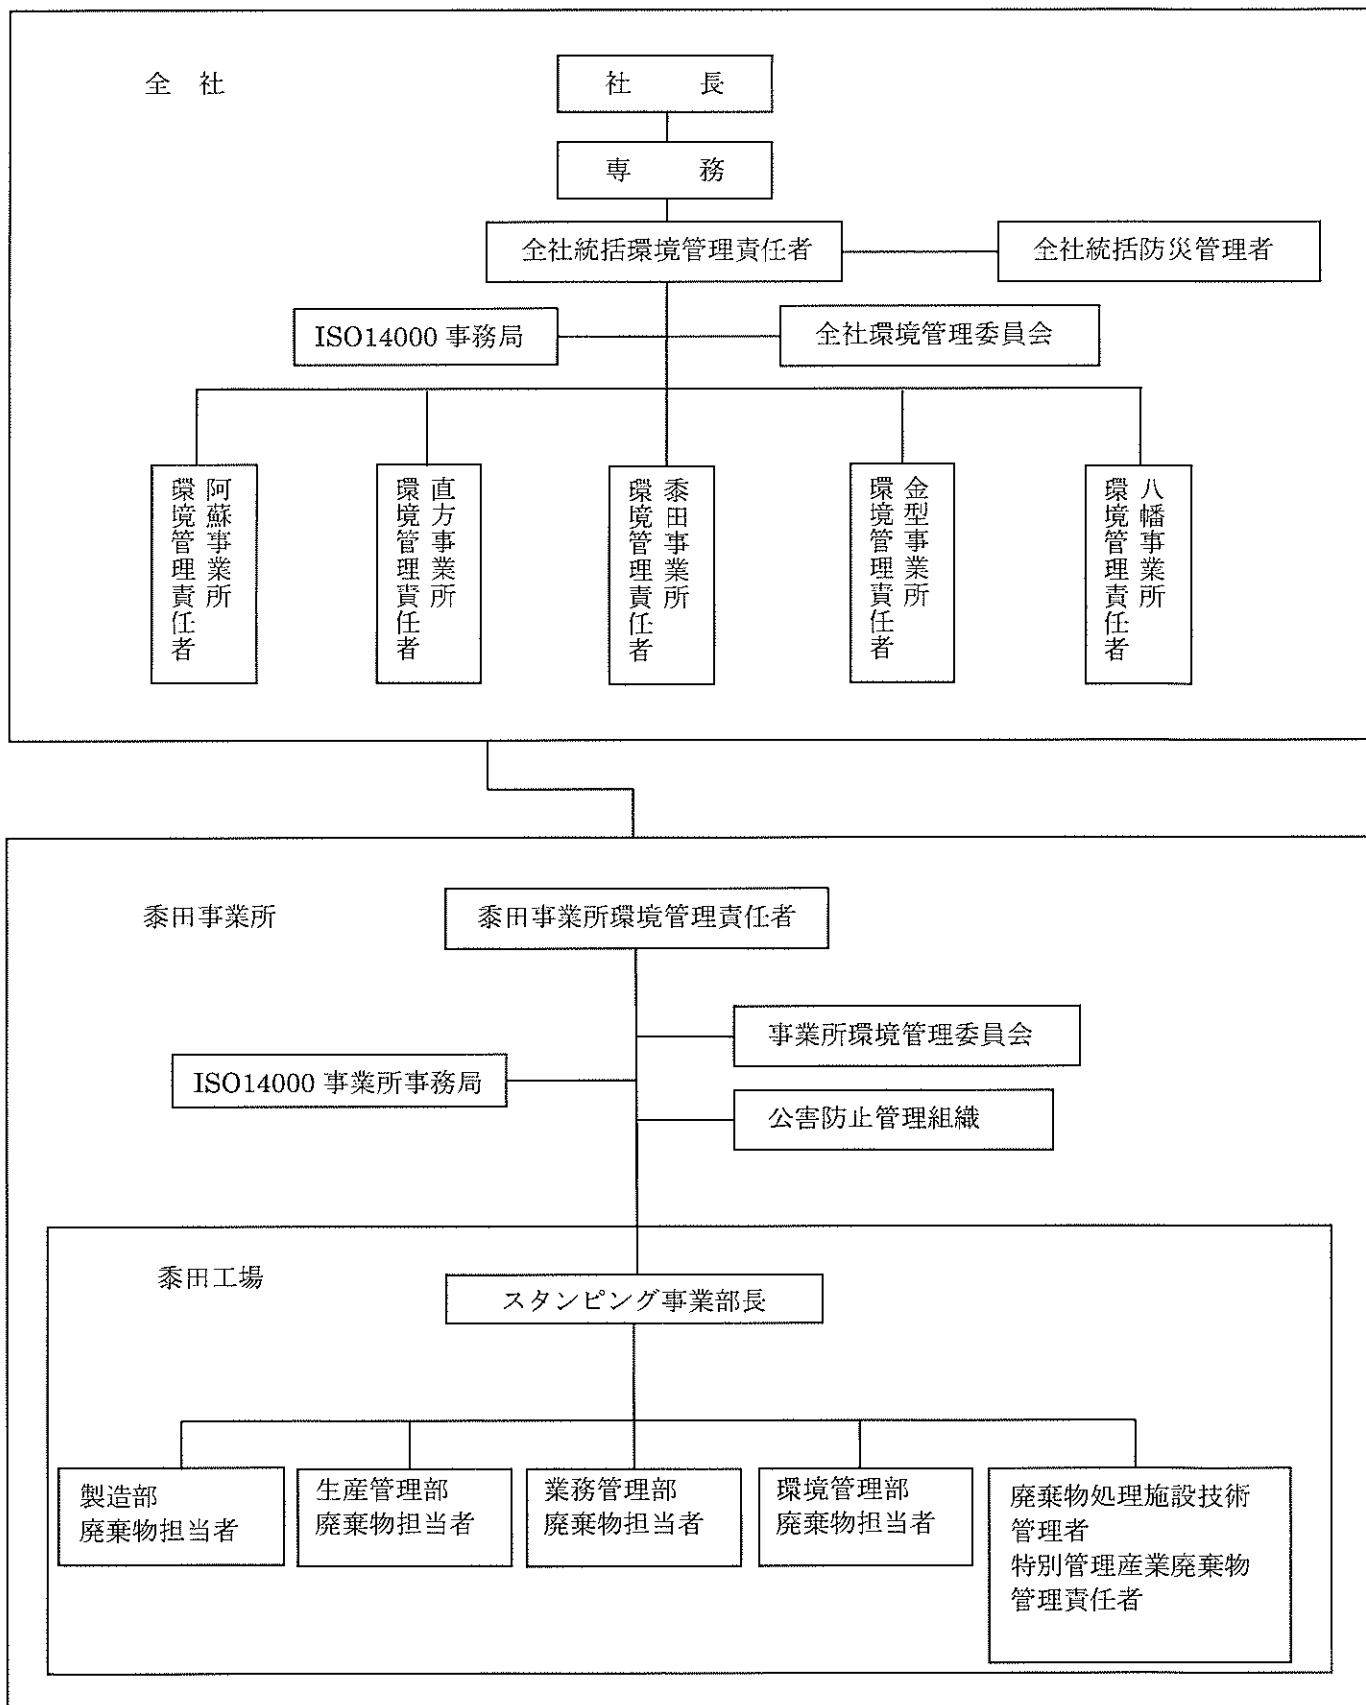 全 社
社 長
専 務
全社統括環境管理責任者
全社統括防災管理者
ISO14000 事務局
全社環境管理委員会
阿蘇事業所
環境管理責任者
直方事業所
環境管理責任者
黍田事業所
環境管理責任者
金型事業所
環境管理責任者
八幡事業所
環境管理責任者
黍田事業所
黍田事業所環境管理責任者
事業所環境管理委員会
ISO14000 事業所事務局
公害防止管理組織
黍田工場
スタンピング事業部長
製造部
廃棄物担当者
生産管理部
廃棄物担当者
業務管理部
廃棄物担当者
環境管理部
廃棄物担当者
廃棄物処理施設技術
管理者
特別管理産業廃棄物
管理責任者